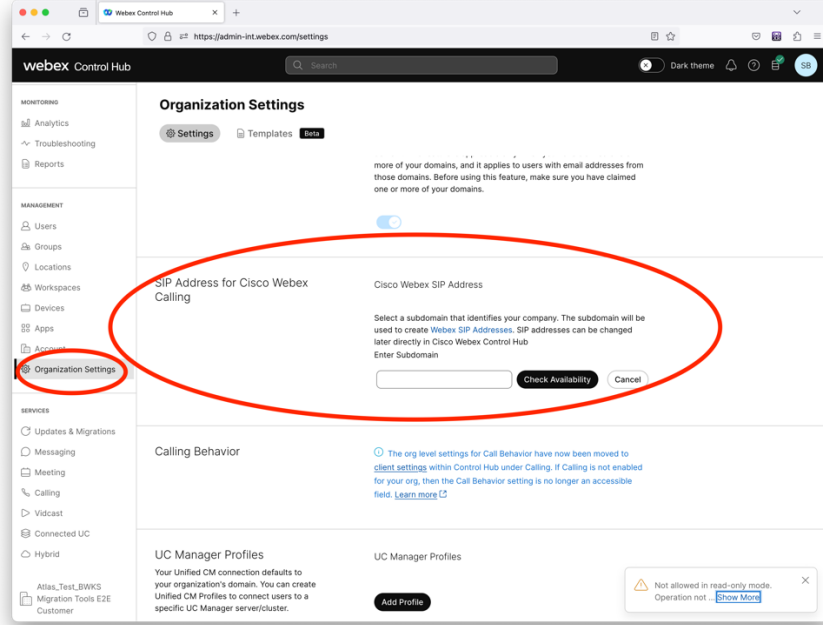 Webex Control Hub
https://admin-int.webex.com/settings
webex Control Hub
Search
Dark theme
SB
MONITORING
Analytics
Troubleshooting
Reports
MANAGEMENT
Users
Groups
Locations
Workspaces
Devices
Apps
Account
Organization Settings
SERVICES
Updates & Migrations
Messaging
Meeting
Calling
Vidcast
Connected UC
Hybrid
Atlas_Test_BWKS
Migration Tools E2E
Customer
Organization Settings
Settings
Templates Beta
more of your domains, and it applies to users with email addresses from
those domains. Before using this feature, make sure you have claimed
one or more of your domains.
SIP Address for Cisco Webex
Calling
Cisco Webex SIP Address
Select a subdomain that identifies your company. The subdomain will be
used to create Webex SIP Addresses. SIP addresses can be changed
later directly in Cisco Webex Control Hub
Enter Subdomain
Check Availability
Cancel
Calling Behavior
The org level settings for Call Behavior have now been moved to
client settings within Control Hub under Calling. If Calling is not enabled
for your org, then the Call Behavior setting is no longer an accessible
field. Learn more
UC Manager Profiles
Your Unified CM connection defaults to
your organization's domain. You can create
Unified CM Profiles to connect users to a
specific UC Manager server/cluster.
UC Manager Profiles
Add Profile
Not allowed in read-only mode.
Operation not ... Show More